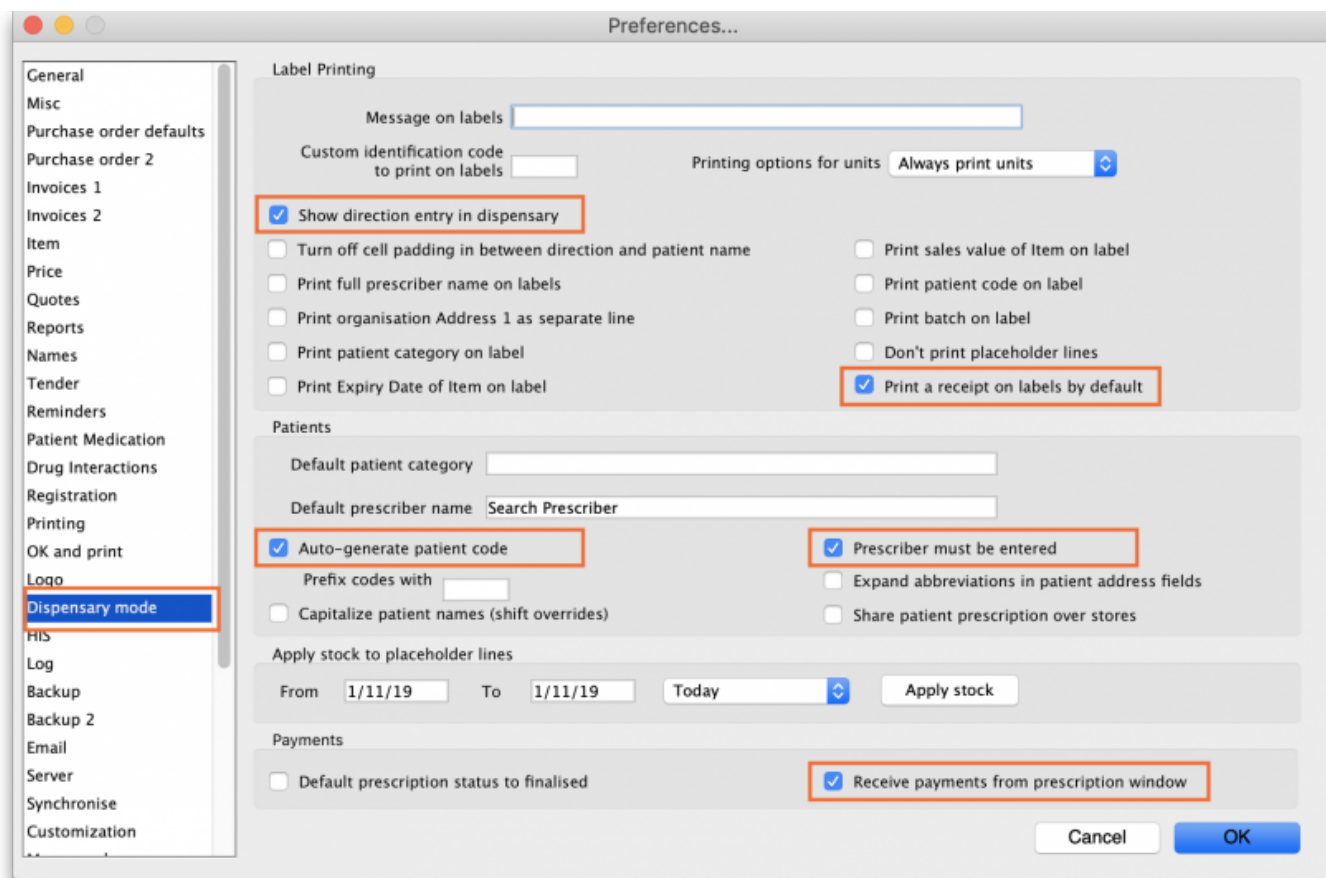 Preferences...
General
Misc
Purchase order defaults
Purchase order 2
Invoices 1
Invoices 2
Item
Price
Quotes
Reports
Names
Tender
Reminders
Patient Medication
Drug Interactions
Registration
Printing
OK and print
Logo
Dispensary mode
HIS
Log
Backup
Backup 2
Email
Server
Synchronise
Customization
Label Printing
Message on labels
Custom identification code
to print on labels
Printing options for units Always print units
Show direction entry in dispensary
Turn off cell padding in between direction and patient name
Print sales value of Item on label
Print full prescriber name on labels
Print patient code on label
Print organisation Address 1 as separate line
Print batch on label
Print patient category on label
Don't print placeholder lines
Print Expiry Date of Item on label
Print a receipt on labels by default
Patients
Default patient category
Default prescriber name Search Prescriber
Auto-generate patient code
Prescriber must be entered
Prefix codes with
Expand abbreviations in patient address fields
Capitalize patient names (shift overrides)
Share patient prescription over stores
Apply stock to placeholder lines
From 1/11/19 To 1/11/19 Today Apply stock
Payments
Default prescription status to finalised
Receive payments from prescription window
Cancel OK